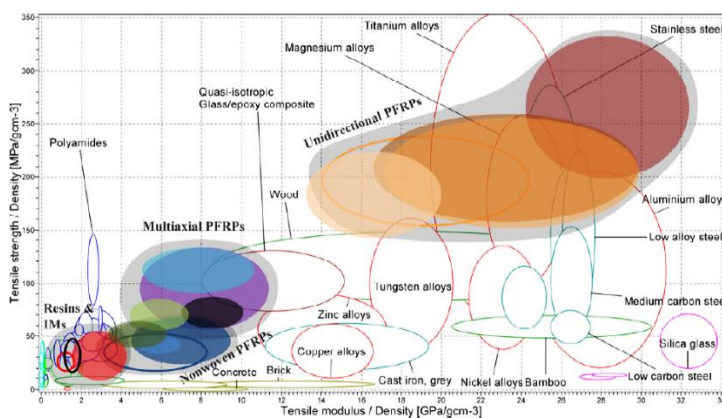 350
300
250
200
150
100
50
0
Tensile strength / Density [MPa/gcm-3]
Titanium alloys
Stainless steel
Magnesium alloys
Quasi-isotropic
Glass/epoxy composite
Unidirectional PFRPs
Polyamides
Wood
Multiaxial PFRPs
Aluminium alloy
Low alloy steel
Tungsten alloys
Resins &
IMs
Zinc alloys
Medium carbon stee
Nonwoven PFRPs
Copper alloys
Silica glass
Concrete
Brick
Cast iron, grey
Nickel alloys
Bamboo
Low carbon steel
0 2 4 6 8 10 12 14 16 18 20 22 24 26 28 30 32 34
Tensile modulus / Density [GPa/gcm-3]